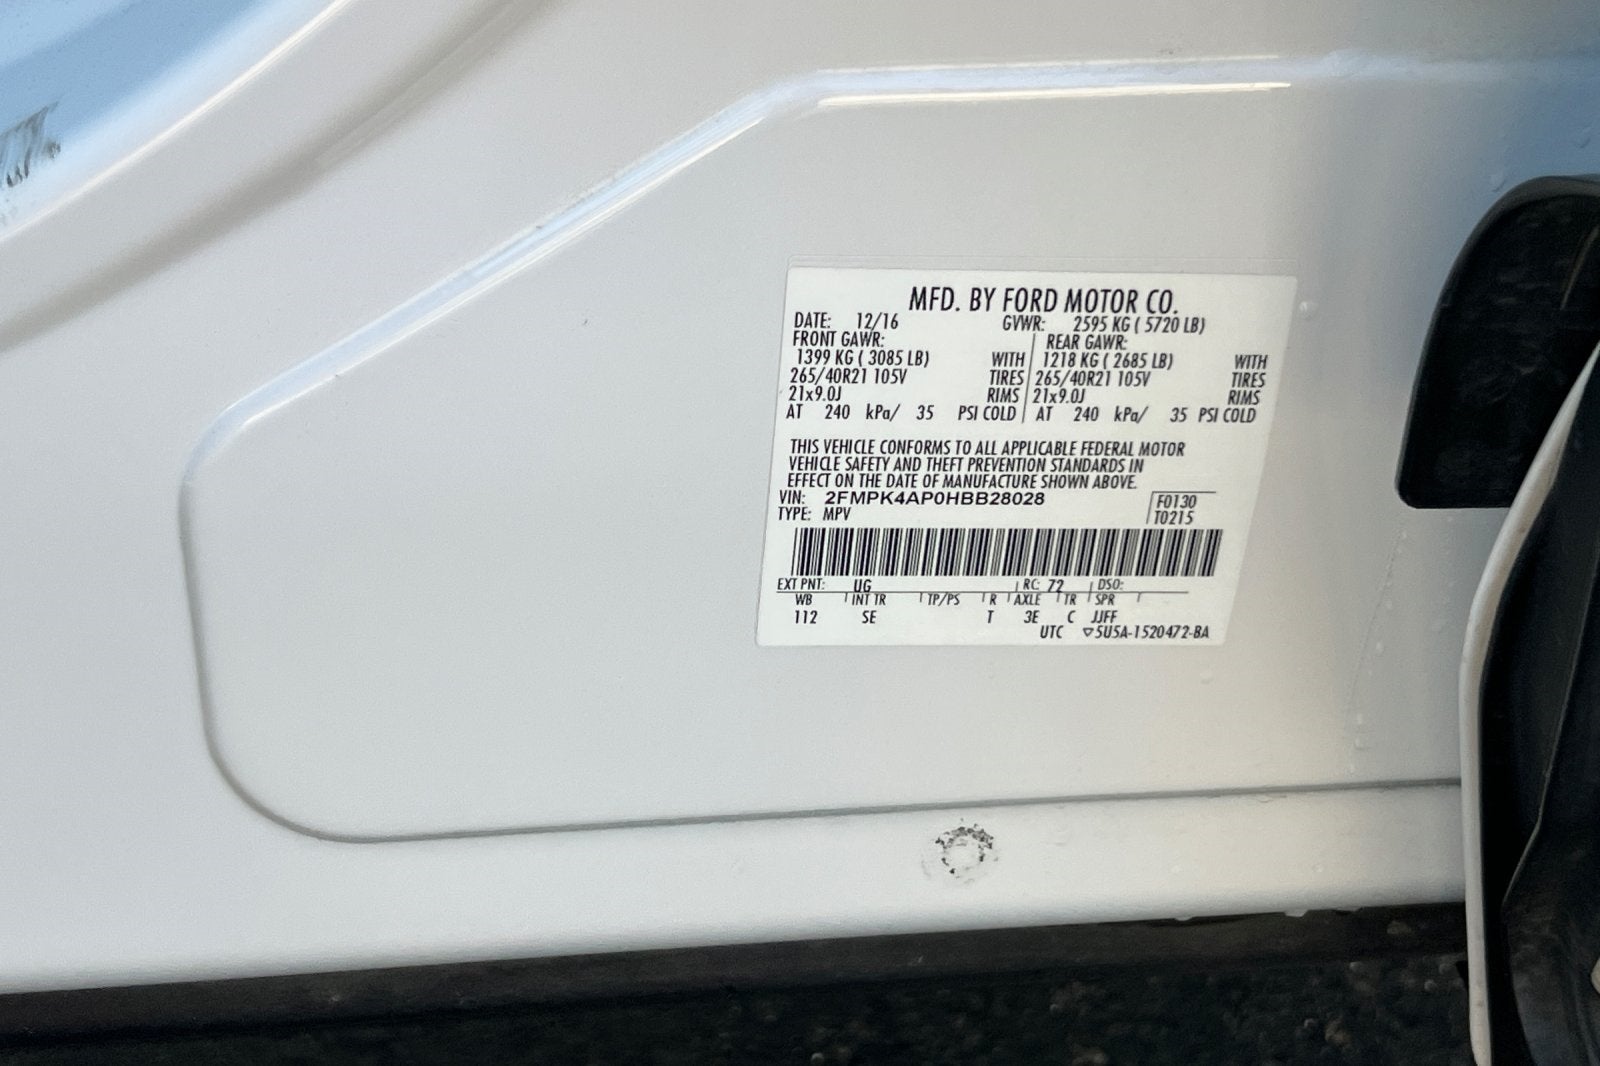 MFD. BY FORD MOTOR CO.
DATE: 12/16 GVWR: 2595 KG ( 5720 LB)
FRONT GAWR: REAR GAWR:
1399 KG ( 3085 LB) WITH 1218 KG ( 2685 LB) WITH
265/40R21 105V TIRES 265/40R21 105V TIRES
21x9.0J RIMS 21x9.0J RIMS
AT 240 kPa/ 35 PSI COLD AT 240 kPa/ 35 PSI COLD
THIS VEHICLE CONFORMS TO ALL APPLICABLE FEDERAL MOTOR
VEHICLE SAFETY AND THEFT PREVENTION STANDARDS IN
EFFECT ON THE DATE OF MANUFACTURE SHOWN ABOVE.
VIN: 2FMPK4AP0HBB28028 F0130
TYPE: MPV T0215
EXT PNT: UG RC: 72 DSO:
WB INT TR TP/PS R AXLE TR SPR
112 SE T 3E C JJFF
UTC ▽5U5A-1520472-BA